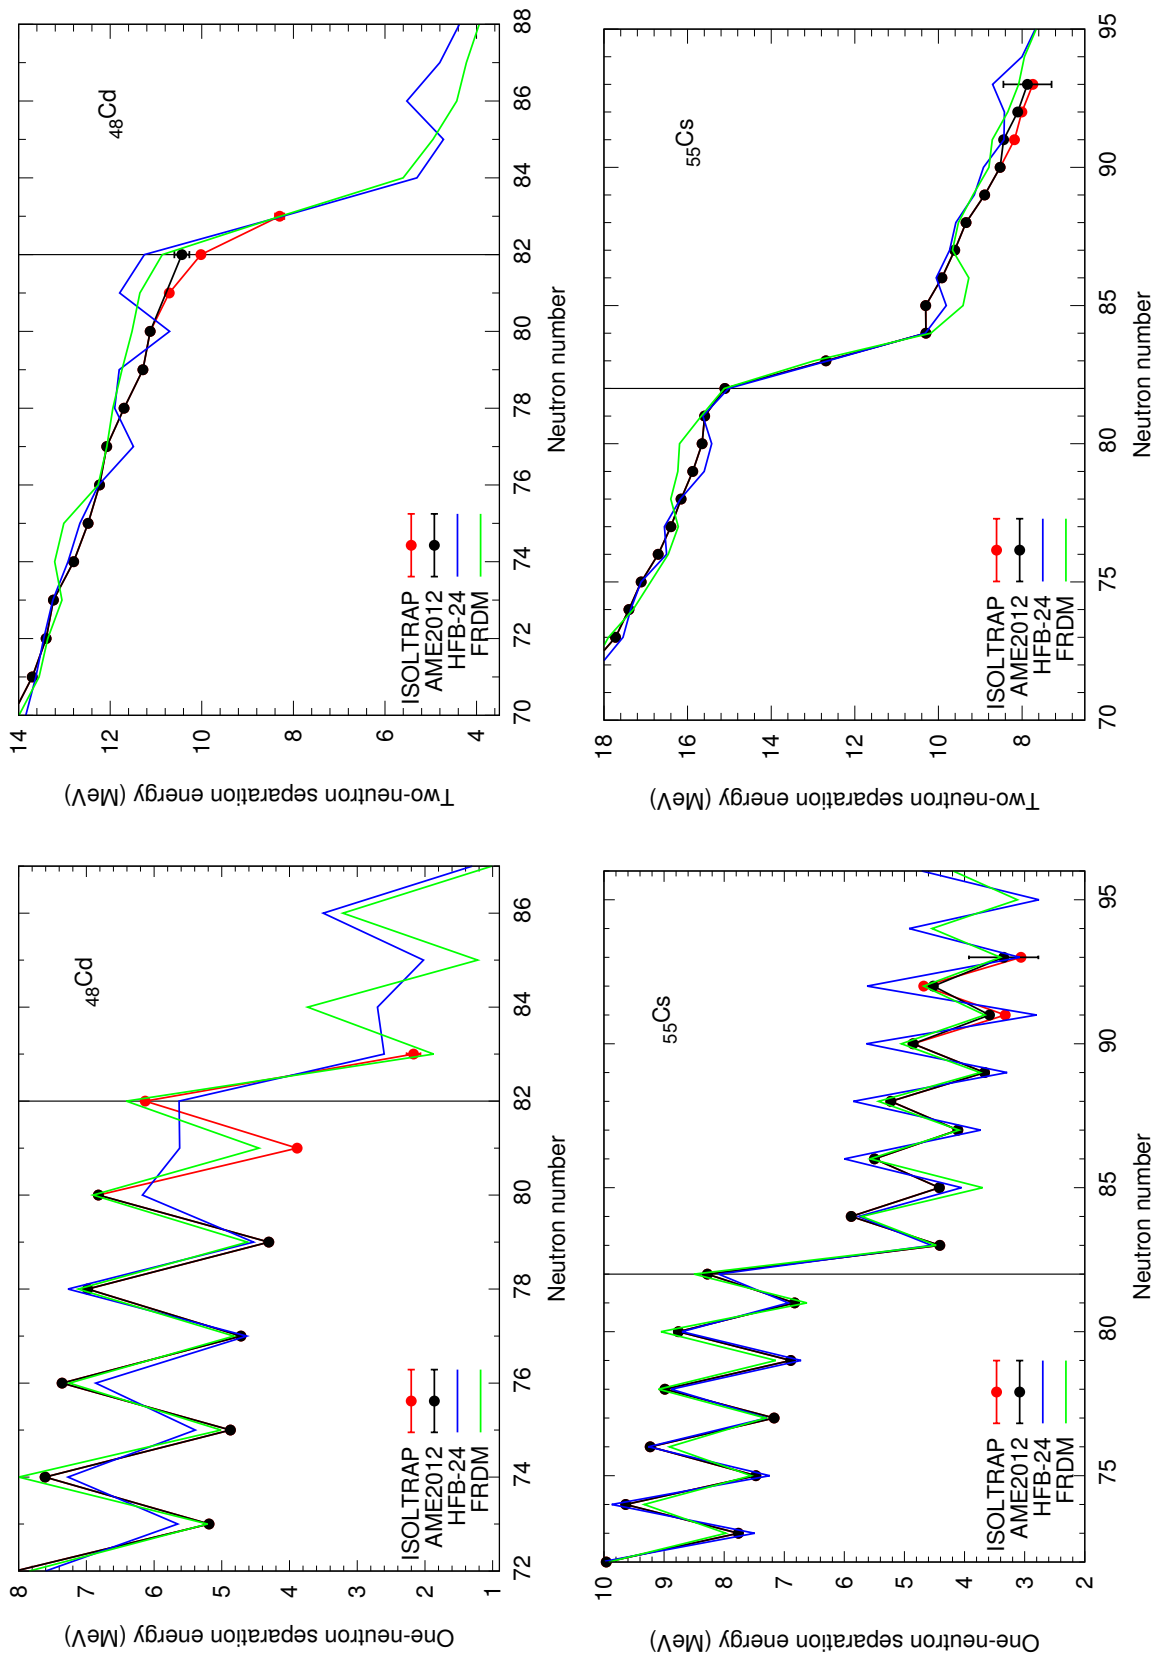 One-neutron separation energy (MeV)
8
7
6
5
4
3
2
1
72
74
76
78
80
82
84
86
Neutron number
48Cd
ISOLTRAP
AME2012
HFB-24
FRDM
Two-neutron separation energy (MeV)
14
12
10
8
6
4
70
72
74
76
78
80
82
84
86
88
Neutron number
48Cd
ISOLTRAP
AME2012
HFB-24
FRDM
One-neutron separation energy (MeV)
10
9
8
7
6
5
4
3
2
75
80
85
90
95
Neutron number
55Cs
ISOLTRAP
AME2012
HFB-24
FRDM
Two-neutron separation energy (MeV)
18
16
14
12
10
8
70
75
80
85
90
95
Neutron number
55Cs
ISOLTRAP
AME2012
HFB-24
FRDM